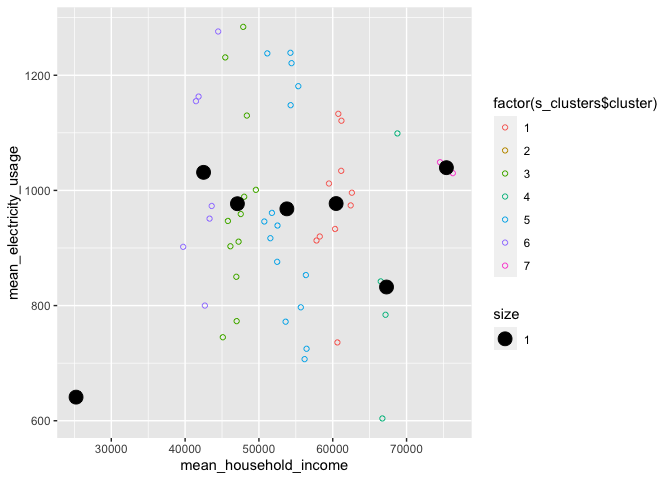 1200
1000
800
600
mean_electricity_usage
30000 40000 50000 60000 70000
mean_household_income
factor(s_clusters$cluster)
1
2
3
4
5
6
7
size
1